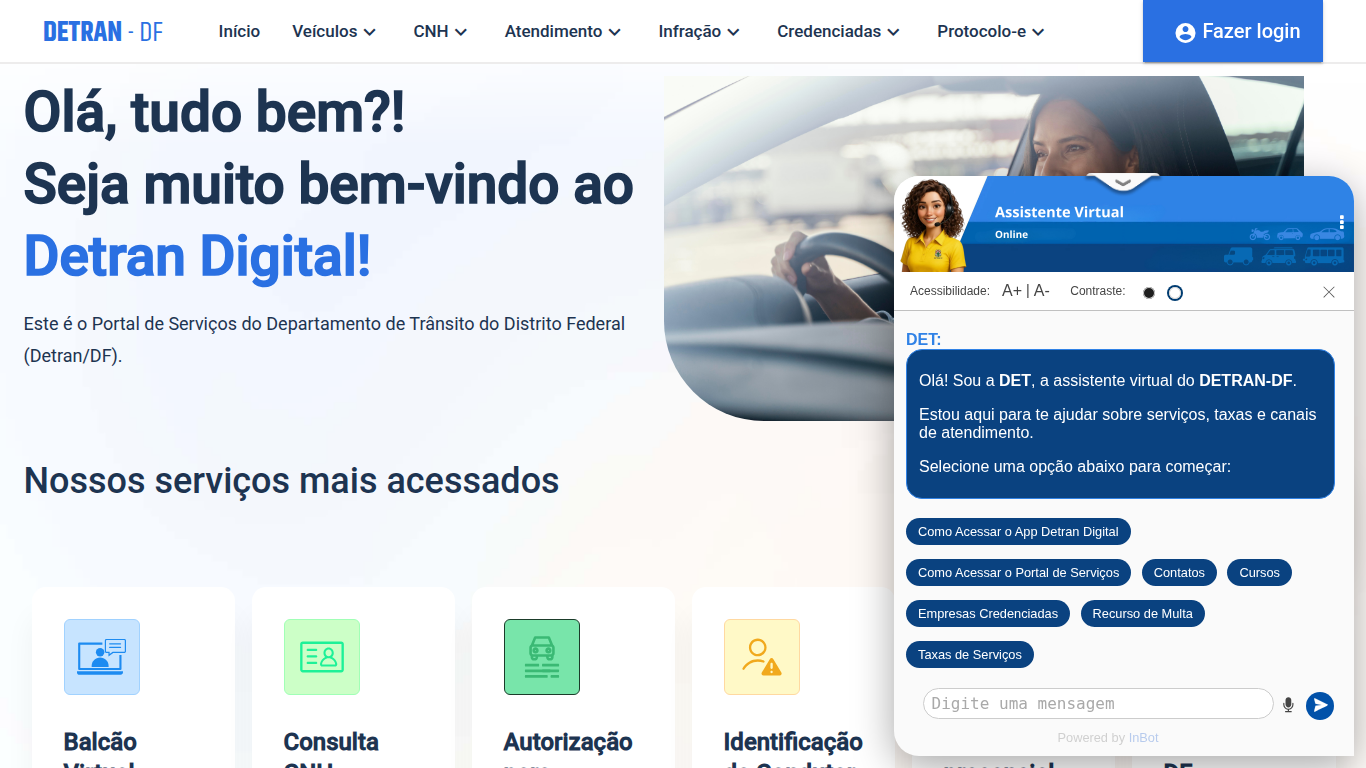 DETRAN - DF
Início
Veículos
CNH
Atendimento
Infração
Credenciadas
Protocolo-e
Fazer login
Olá, tudo bem?!
Seja muito bem-vindo ao
Detran Digital!
Este é o Portal de Serviços do Departamento de Trânsito do Distrito Federal
(Detran/DF).
Nossos serviços mais acessados
Balcão
Virtual
Consulta
CNH
Autorização
Identificação
Assistente Virtual
Online
Acessibilidade: A+ | A- Contraste:
DET:
Olá! Sou a DET, a assistente virtual do DETRAN-DF.
Estou aqui para te ajudar sobre serviços, taxas e canais
de atendimento.
Selecione uma opção abaixo para começar:
Como Acessar o App Detran Digital
Como Acessar o Portal de Serviços
Contatos
Cursos
Empresas Credenciadas
Recurso de Multa
Taxas de Serviços
Digite uma mensagem
Powered by InBot